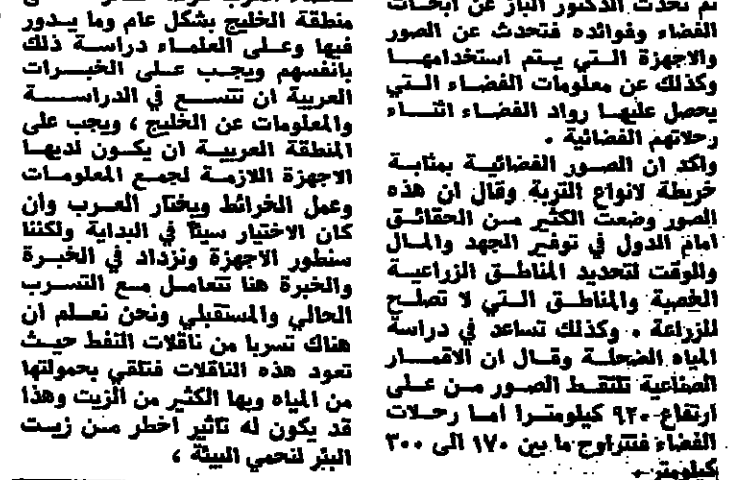 ثم تحدث الدكتور الباز عن ابحاث
الفضاء وفوائده فتحدث عن الصور
والاجهزة التي يتم استخدامها
وكذلك عن معلومات الفضاء التي
يحصل عليها رواد الفضاء اثناء
رحلاتهم الفضائية .
واكد ان الصور الفضائية بمثابة
خريطة لانواع التربة وقال ان هذه
الصور وضعت الكثير من الحقائق
امام الدول في توفير الجهد والمال
والوقت لتحديد المناطق الزراعية
الخصبة والمناطق التي لا تصلح
للزراعة . وكذلك تساعد في دراسة
المياه الضحلة وقال ان الاقمار
الصناعية تلتقط الصور من على
ارتفاع ٩٢٠ كيلومترا اما رحلات
الفضاء فتتراوح ما بين ١٧٠ الى ٣٠٠
كيلومتر .
منطقة الخليج بشكل عام وما يدور
فيها وعلى العلماء دراسة ذلك
بانفسهم ويجب على الخبرات
العربية ان تتسع في الدراسة
والمعلومات عن الخليج ، ويجب على
المنطقة العربية ان يكون لديها
الاجهزة اللازمة لجمع المعلومات
وعمل الخرائط ويختار العرب وان
كان الاختيار سيئا في البداية ولكننا
سنطور الاجهزة ونزداد في الخبرة
والخبرة هنا تتعامل مع التسرب
الحالي والمستقبلي ونحن نعلم ان
هناك تسربا من ناقلات النفط حيث
تعود هذه الناقلات فتلقي بحمولتها
من المياه وبها الكثير من الزيت وهذا
قد يكون له تاثير اخطر من زيت
البئر لنحمي البيئة ،